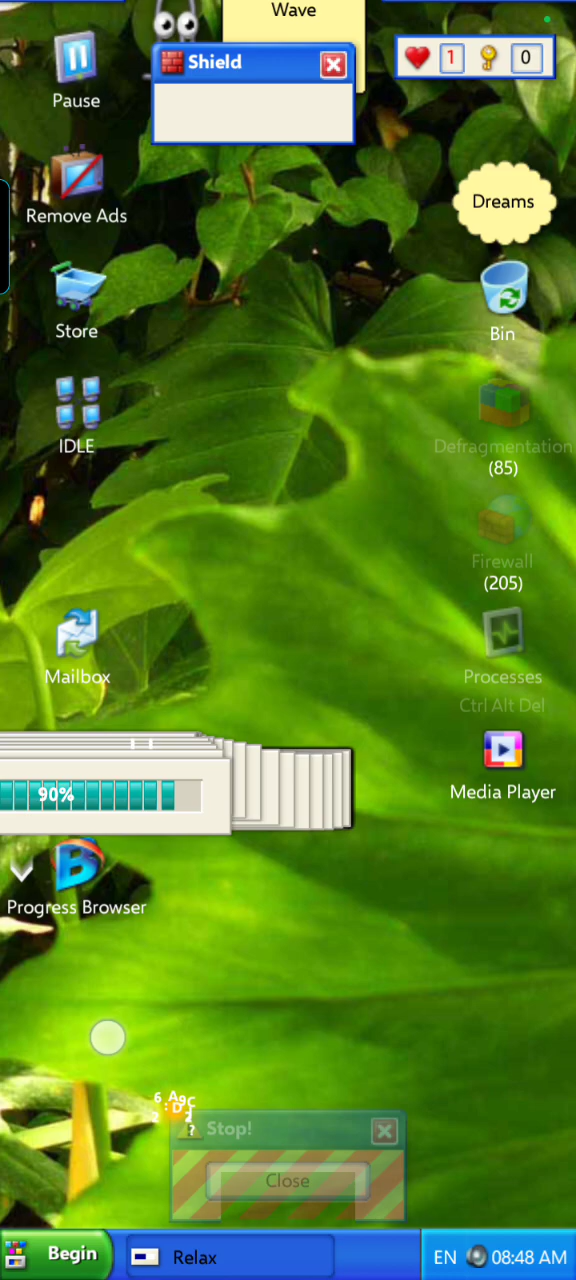 Wave
Shield
1
0
Pause
Remove Ads
Dreams
Store
Bin
IDLE
Defragmentation
(85)
Firewall
(205)
Mailbox
Processes
Ctrl Alt Del
90%
Media Player
Progress Browser
Stop!
Close
Begin
Relax
EN
08:48 AM